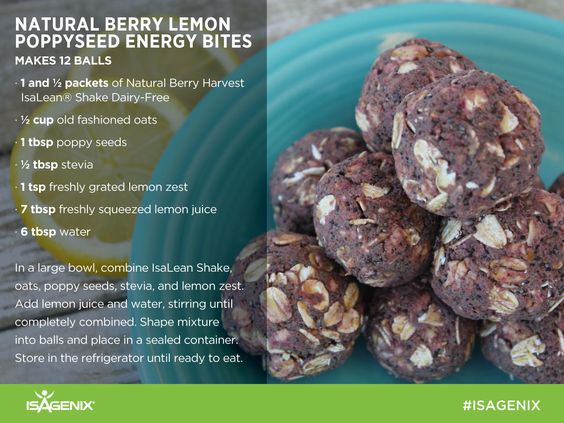 NATURAL BERRY LEMON
POPPYSEED ENERGY BITES
MAKES 12 BALLS
· 1 and ½ packets of Natural Berry Harvest
IsaLean® Shake Dairy-Free
· ½ cup old fashioned oats
· 1 tbsp poppy seeds
· ½ tbsp stevia
· 1 tsp freshly grated lemon zest
· 7 tbsp freshly squeezed lemon juice
· 6 tbsp water
In a large bowl, combine IsaLean Shake,
oats, poppy seeds, stevia, and lemon zest.
Add lemon juice and water, stirring until
completely combined. Shape mixture
into balls and place in a sealed container.
Store in the refrigerator until ready to eat.
ISAGENIX®
#ISAGENIX